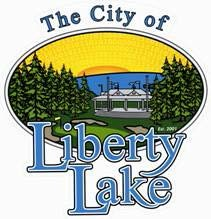 The City of
Est. 2001
Liberty
Lake